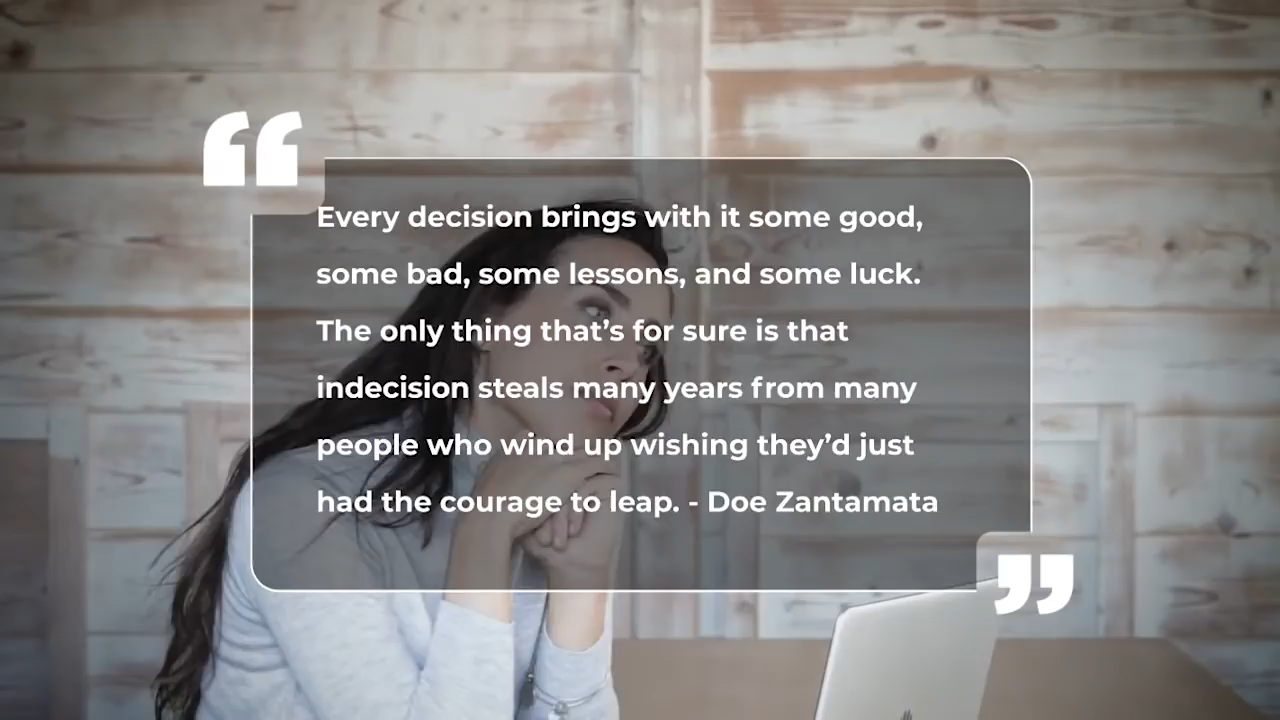 Every decision brings with it some good,
some bad, some lessons, and some luck.
The only thing that’s for sure is that
indecision steals many years from many
people who wind up wishing they’d just
had the courage to leap. - Doe Zantamata